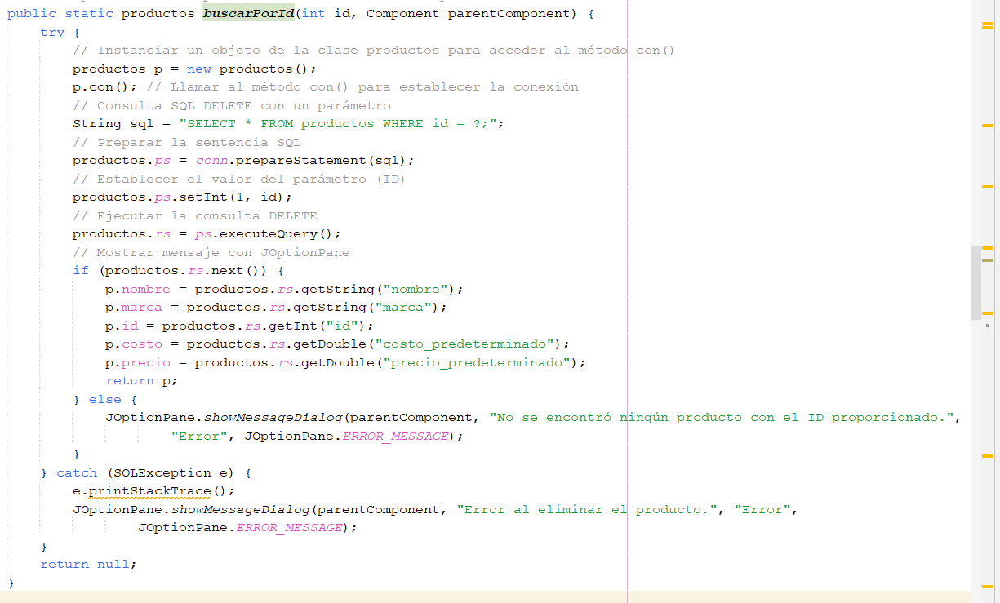 public static productos buscarPorId(int id, Component parentComponent) {
    try {
        // Instanciar un objeto de la clase productos para acceder al método con()
        productos p = new productos();
        p.con(); // Llamar al método con() para establecer la conexión
        // Consulta SQL DELETE con un parámetro
        String sql = "SELECT * FROM productos WHERE id = ?;";
        // Preparar la sentencia SQL
        productos.ps = conn.prepareStatement(sql);
        // Establecer el valor del parámetro (ID)
        productos.ps.setInt(1, id);
        // Ejecutar la consulta DELETE
        productos.rs = ps.executeQuery();
        // Mostrar mensaje con JOptionPane
        if (productos.rs.next()) {
            p.nombre = productos.rs.getString("nombre");
            p.marca = productos.rs.getString("marca");
            p.id = productos.rs.getInt("id");
            p.costo = productos.rs.getDouble("costo_predeterminado");
            p.precio = productos.rs.getDouble("precio_predeterminado");
            return p;
        } else {
            JOptionPane.showMessageDialog(parentComponent, "No se encontró ningún producto con el ID proporcionado.",
                    "Error", JOptionPane.ERROR_MESSAGE);
        }
    } catch (SQLException e) {
        e.printStackTrace();
        JOptionPane.showMessageDialog(parentComponent, "Error al eliminar el producto.", "Error",
                JOptionPane.ERROR_MESSAGE);
    }
    return null;
}